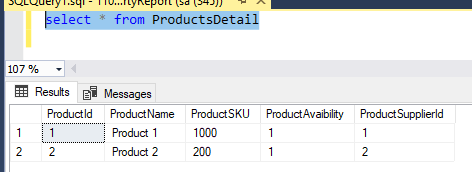 SQLQuery1.sql - 110...rtyReport (sa (345))
select * from ProductsDetail
107 %
Results Messages
ProductId ProductName ProductSKU ProductAvaibility ProductSupplierId
1 1 Product 1 1000 1 1
2 2 Product 2 200 1 2